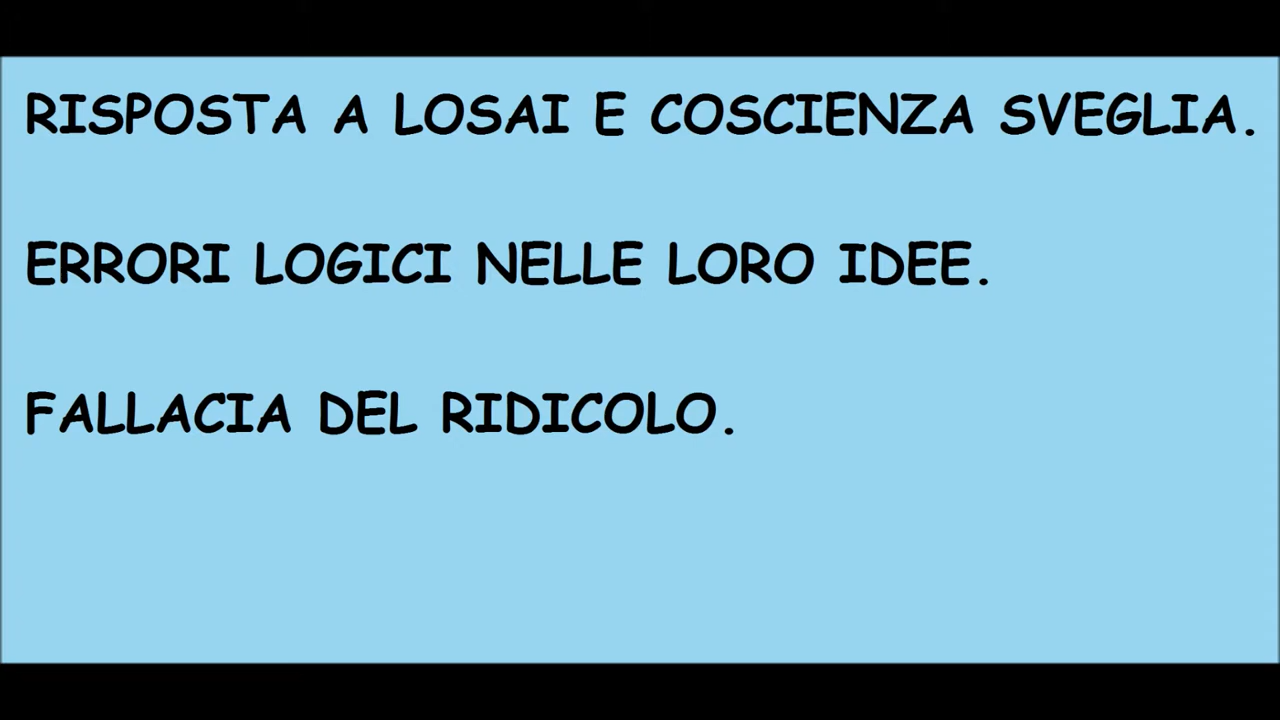 RISPOSTA A LOSAI E COSCIENZA SVEGLIA.
ERRORI LOGICI NELLE LORO IDEE.
FALLACIA DEL RIDICOLO.